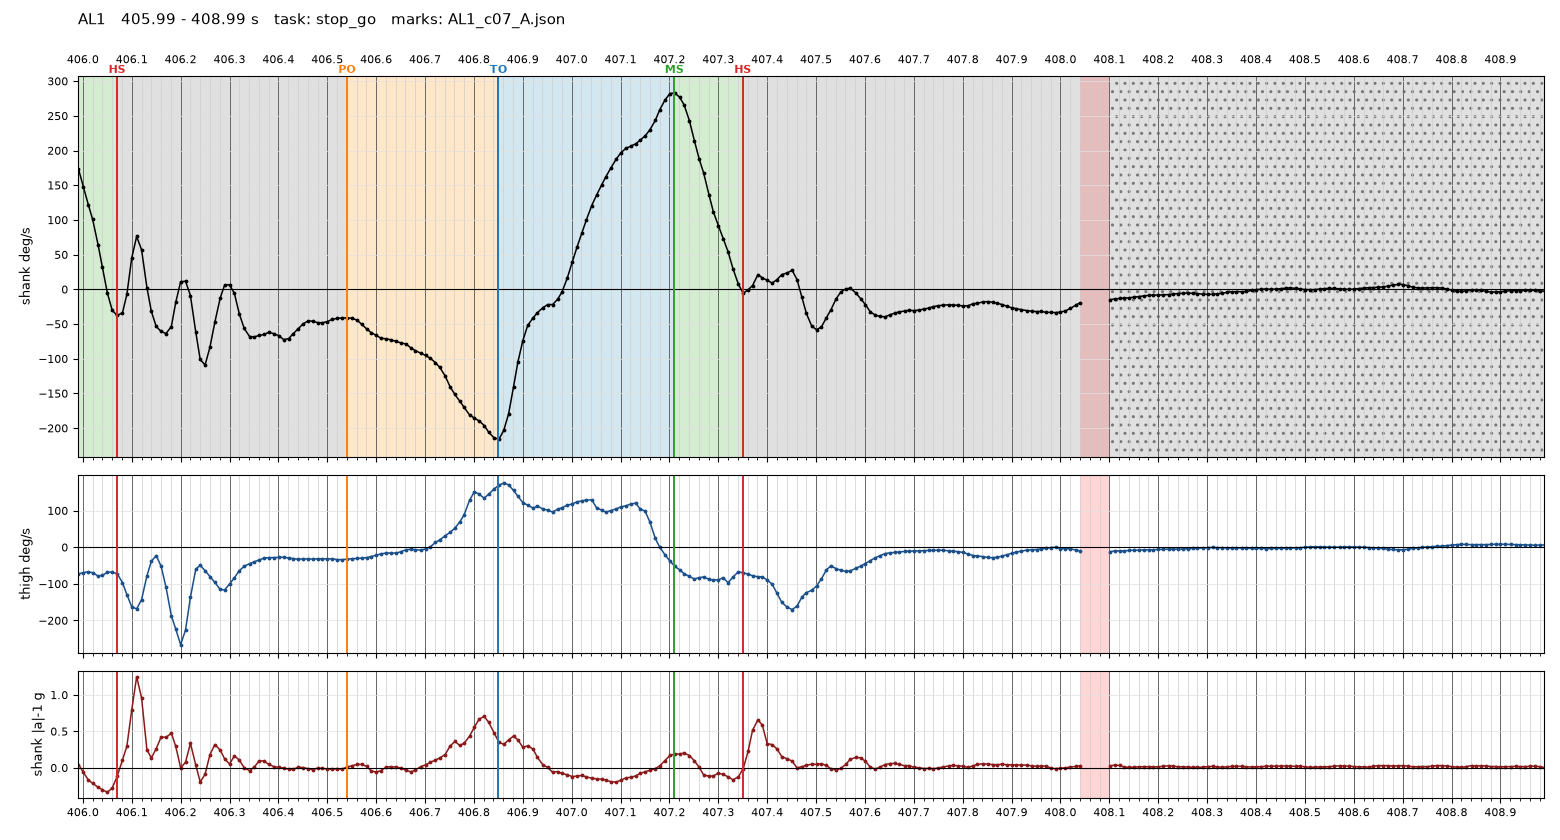 AL1   405.99 - 408.99 s   task: stop_go   marks: AL1_c07_A.json
406.0 406.1 406.2 406.3 406.4 406.5 406.6 406.7 406.8 406.9 407.0 407.1 407.2 407.3 407.4 407.5 407.6 407.7 407.8 407.9 408.0 408.1 408.2 408.3 408.4 408.5 408.6 408.7 408.8 408.9
HS PO TO MS HS
300
250
200
150
100
50
0
−50
−100
−150
−200
shank deg/s
100
0
−100
−200
thigh deg/s
1.0
0.5
0.0
shank |a|-1 g
406.0 406.1 406.2 406.3 406.4 406.5 406.6 406.7 406.8 406.9 407.0 407.1 407.2 407.3 407.4 407.5 407.6 407.7 407.8 407.9 408.0 408.1 408.2 408.3 408.4 408.5 408.6 408.7 408.8 408.9